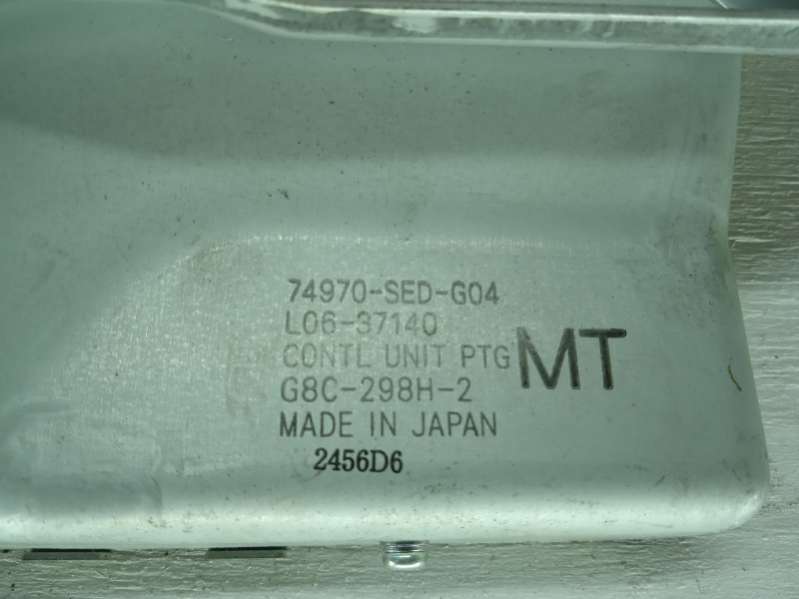 74970-SED-G04
L06-37140
CONTL UNIT PTG
MT
G8C-298H-2
MADE IN JAPAN
2456D6